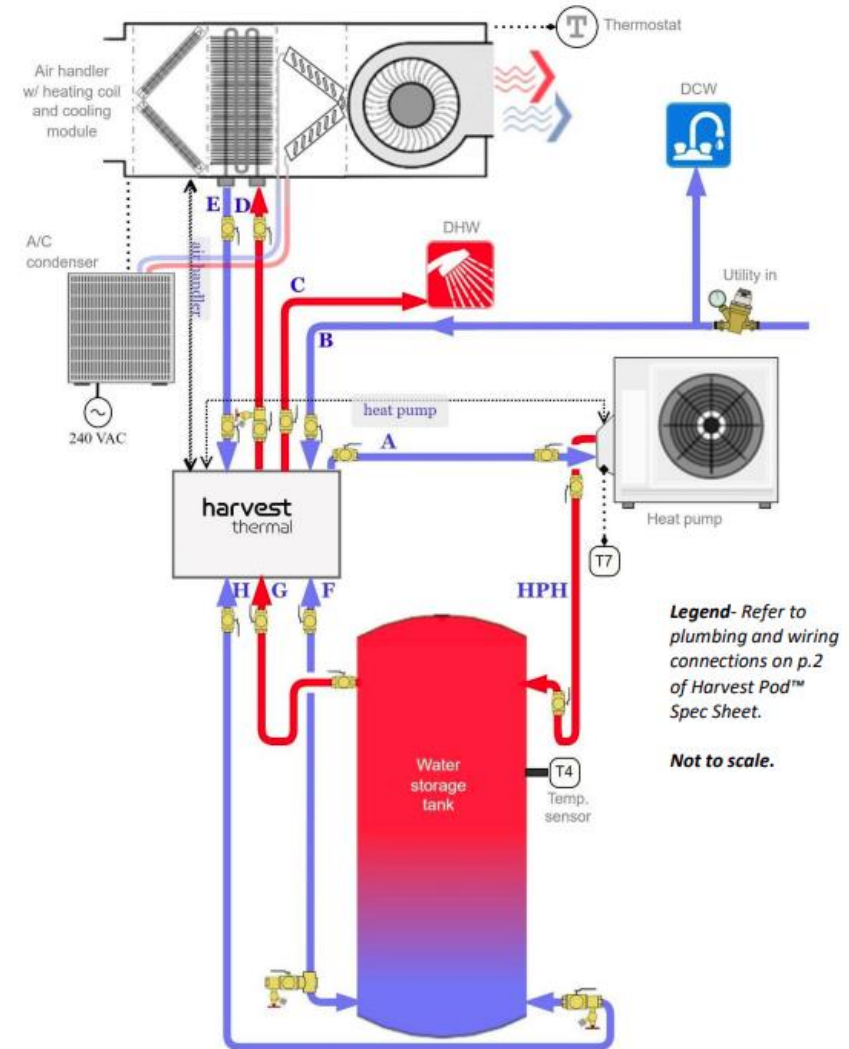 Thermostat
T
Air handler
w/ heating coil
and cooling
module
DCW
E
D
air handler
DHW
A/C
condenser
C
Utility in
B
heat pump
A
240 VAC
harvest
thermal
Heat pump
T7
H
G
F
HPH
Legend- Refer to
plumbing and wiring
connections on p.2
of Harvest Pod™
Spec Sheet.
Not to scale.
Water
storage
tank
T4
Temp.
sensor